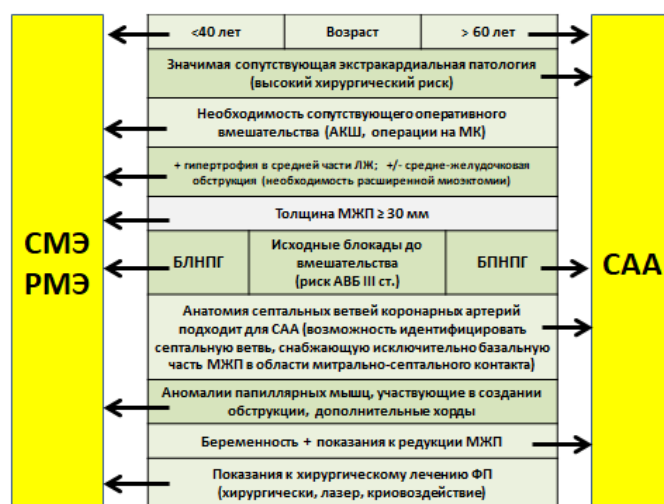 <40 лет Возраст > 60 лет
Значимая сопутствующая экстракардиальная патология
(высокий хирургический риск)
Необходимость сопутствующего оперативного
вмешательства (АКШ, операции на МК)
+ гипертрофия в средней части ЛЖ; +/- средне-желудочковая
обструкция (необходимость расширенной миоэктомии)
Толщина МЖП ≥ 30 мм
СМЭ
РМЭ
БЛНПГ
Исходные блокады до
вмешательства
(риск АВБ III ст.)
БПНПГ
САА
Анатомия септальных ветвей коронарных артерий
подходит для САА (возможность идентифицировать
септальную ветвь, снабжающую исключительно базальную
часть МЖП в области митрально-септального контакта)
Аномалии папиллярных мышц, участвующие в создании
обструкции, дополнительные хорды
Беременность + показания к редукции МЖП
Показания к хирургическому лечению ФП
(хирургически, лазер, криовоздействие)